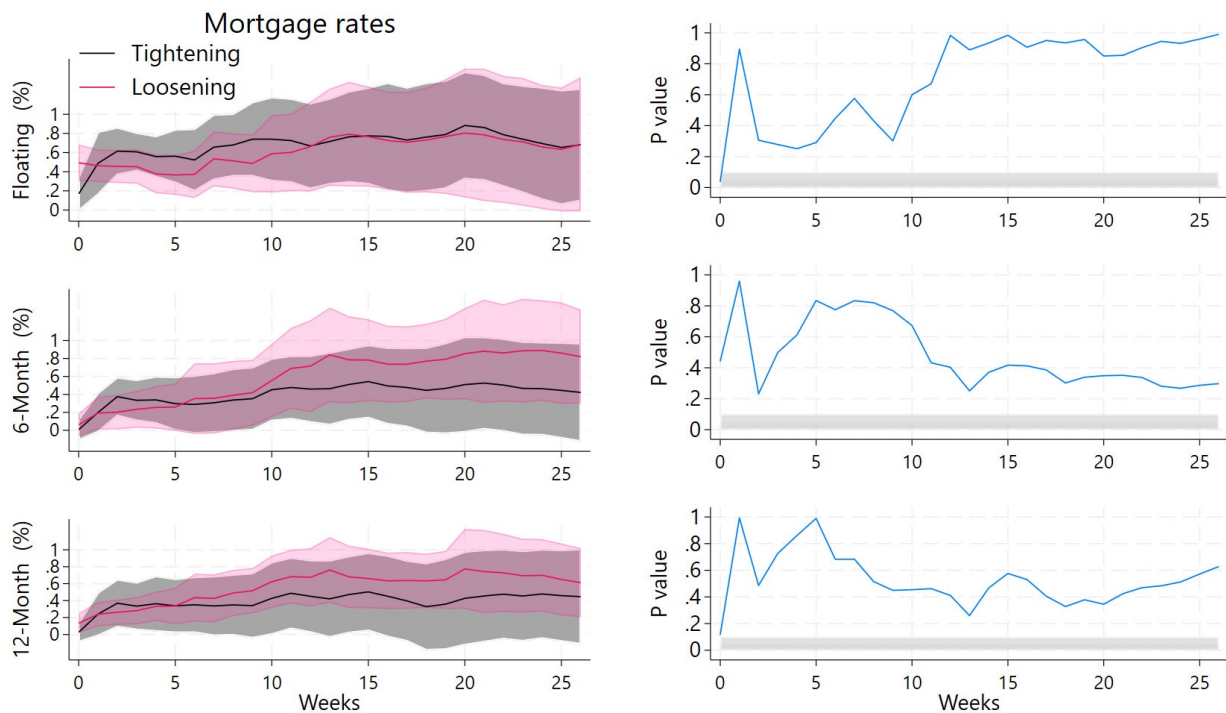 Mortgage rates
Tightening
Loosening
Floating (%)
1
.8
.6
.4
.2
0
0 5 10 15 20 25
P value
1
.8
.6
.4
.2
0
0 5 10 15 20 25
6-Month (%)
1
.8
.6
.4
.2
0
0 5 10 15 20 25
P value
1
.8
.6
.4
.2
0
0 5 10 15 20 25
12-Month (%)
1
.8
.6
.4
.2
0
0 5 10 15 20 25
Weeks
P value
1
.8
.6
.4
.2
0
0 5 10 15 20 25
Weeks